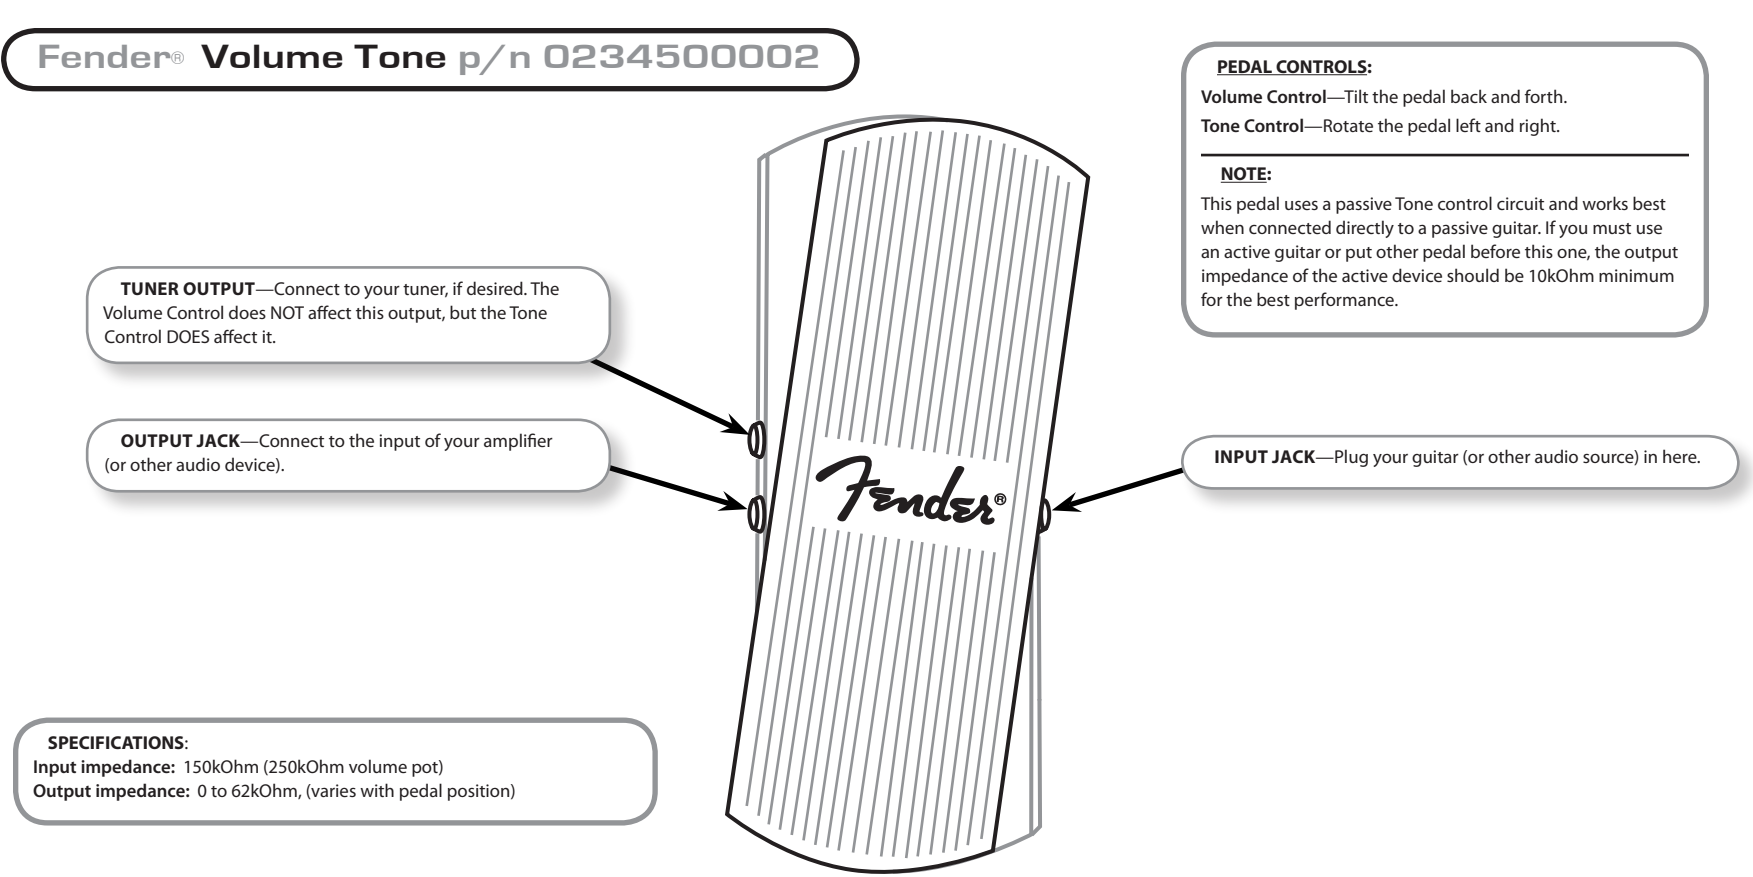 Fender® Volume Tone p/n 0234500002
PEDAL CONTROLS:
Volume Control—Tilt the pedal back and forth.
Tone Control—Rotate the pedal left and right.
NOTE:
This pedal uses a passive Tone control circuit and works best
when connected directly to a passive guitar. If you must use
an active guitar or put other pedal before this one, the output
impedance of the active device should be 10kOhm minimum
for the best performance.
TUNER OUTPUT—Connect to your tuner, if desired. The
Volume Control does NOT affect this output, but the Tone
Control DOES affect it.
OUTPUT JACK—Connect to the input of your amplifier
(or other audio device).
INPUT JACK—Plug your guitar (or other audio source) in here.
Fender®
SPECIFICATIONS:
Input impedance: 150kOhm (250kOhm volume pot)
Output impedance: 0 to 62kOhm, (varies with pedal position)